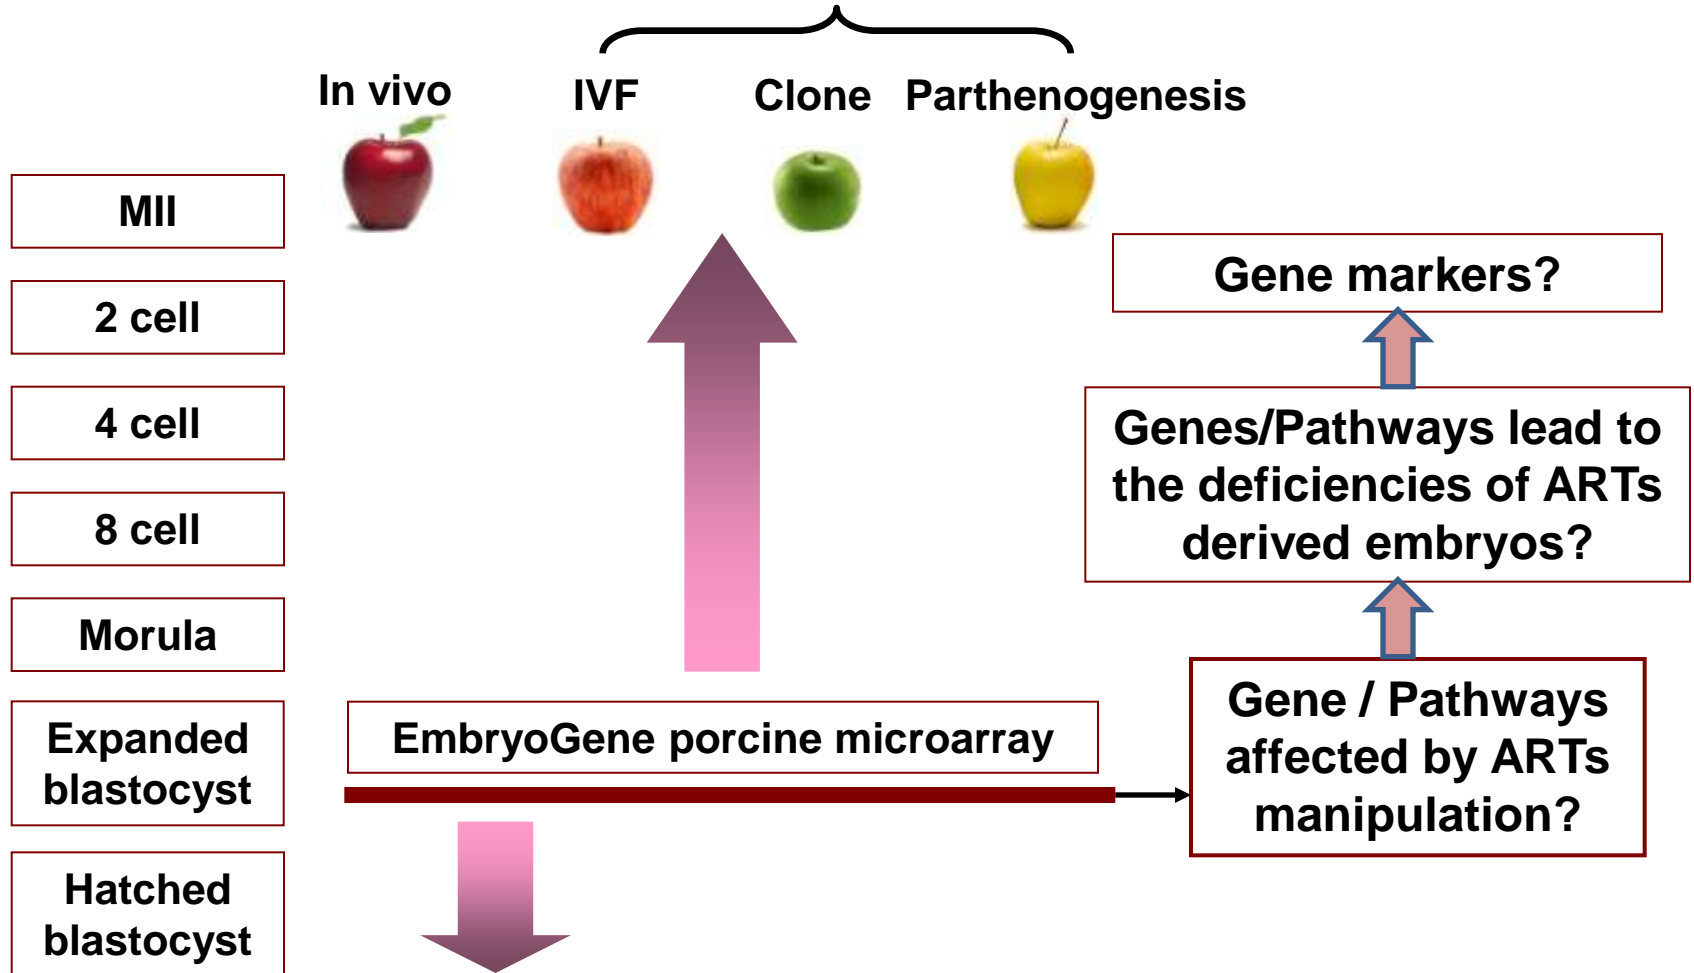 In vivo
IVF
Clone
Parthenogenesis
MII
2 cell
4 cell
8 cell
Morula
Expanded
blastocyst
Hatched
blastocyst
EmbryoGene porcine microarray
Gene markers?
Genes/Pathways lead to
the deficiencies of ARTs
derived embryos?
Gene / Pathways
affected by ARTs
manipulation?